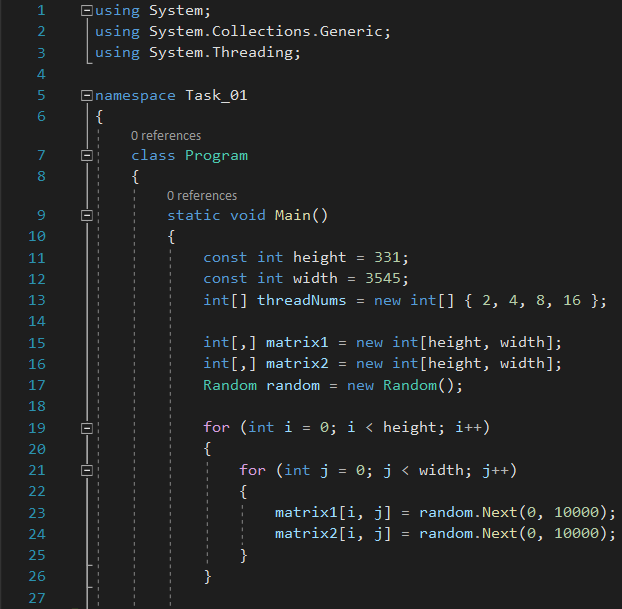 1 using System;
2 using System.Collections.Generic;
3 using System.Threading;
4
5 namespace Task_01
6 {
0 references
7 class Program
8 {
0 references
9 static void Main()
10 {
11 const int height = 331;
12 const int width = 3545;
13 int[] threadNums = new int[] { 2, 4, 8, 16 };
14
15 int[,] matrix1 = new int[height, width];
16 int[,] matrix2 = new int[height, width];
17 Random random = new Random();
18
19 for (int i = 0; i < height; i++)
20 {
21 for (int j = 0; j < width; j++)
22 {
23 matrix1[i, j] = random.Next(0, 10000);
24 matrix2[i, j] = random.Next(0, 10000);
25 }
26 }
27